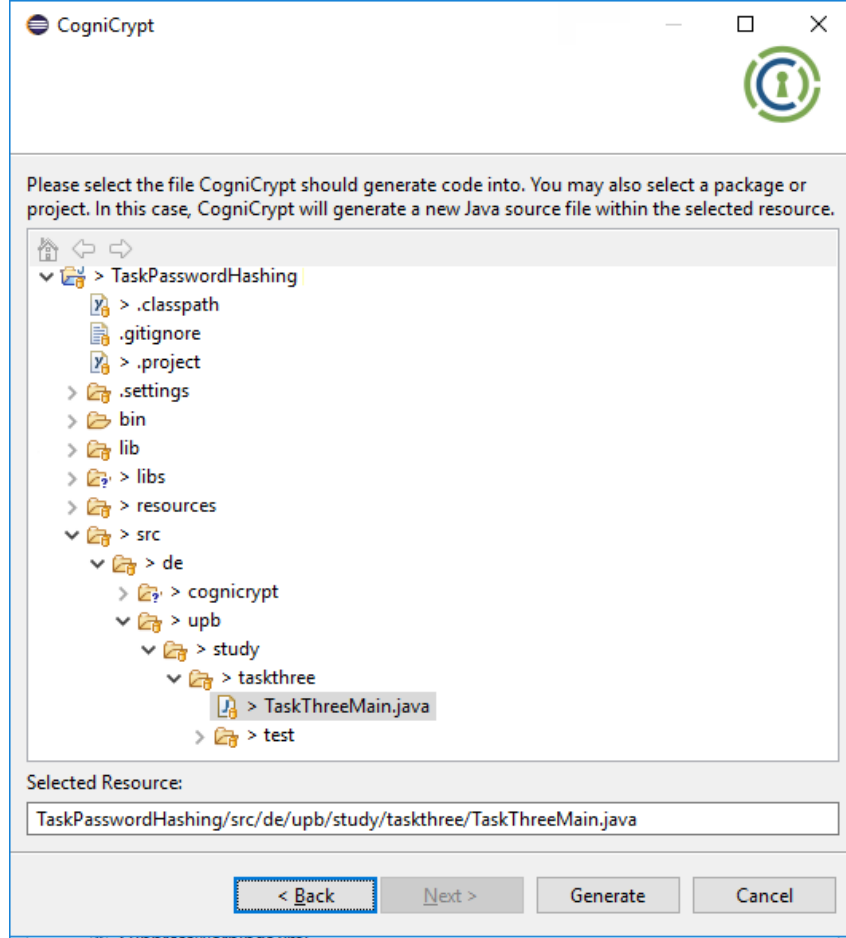 CogniCrypt
Please select the file CogniCrypt should generate code into. You may also select a package or
project. In this case, CogniCrypt will generate a new Java source file within the selected resource.
> TaskPasswordHashing
> .classpath
.gitignore
> .project
.settings
bin
lib
> libs
> resources
> src
> de
> cognicrypt
> upb
> study
> taskthree
> TaskThreeMain.java
> test
Selected Resource:
TaskPasswordHashing/src/de/upb/study/taskthree/TaskThreeMain.java
< Back Next > Generate Cancel